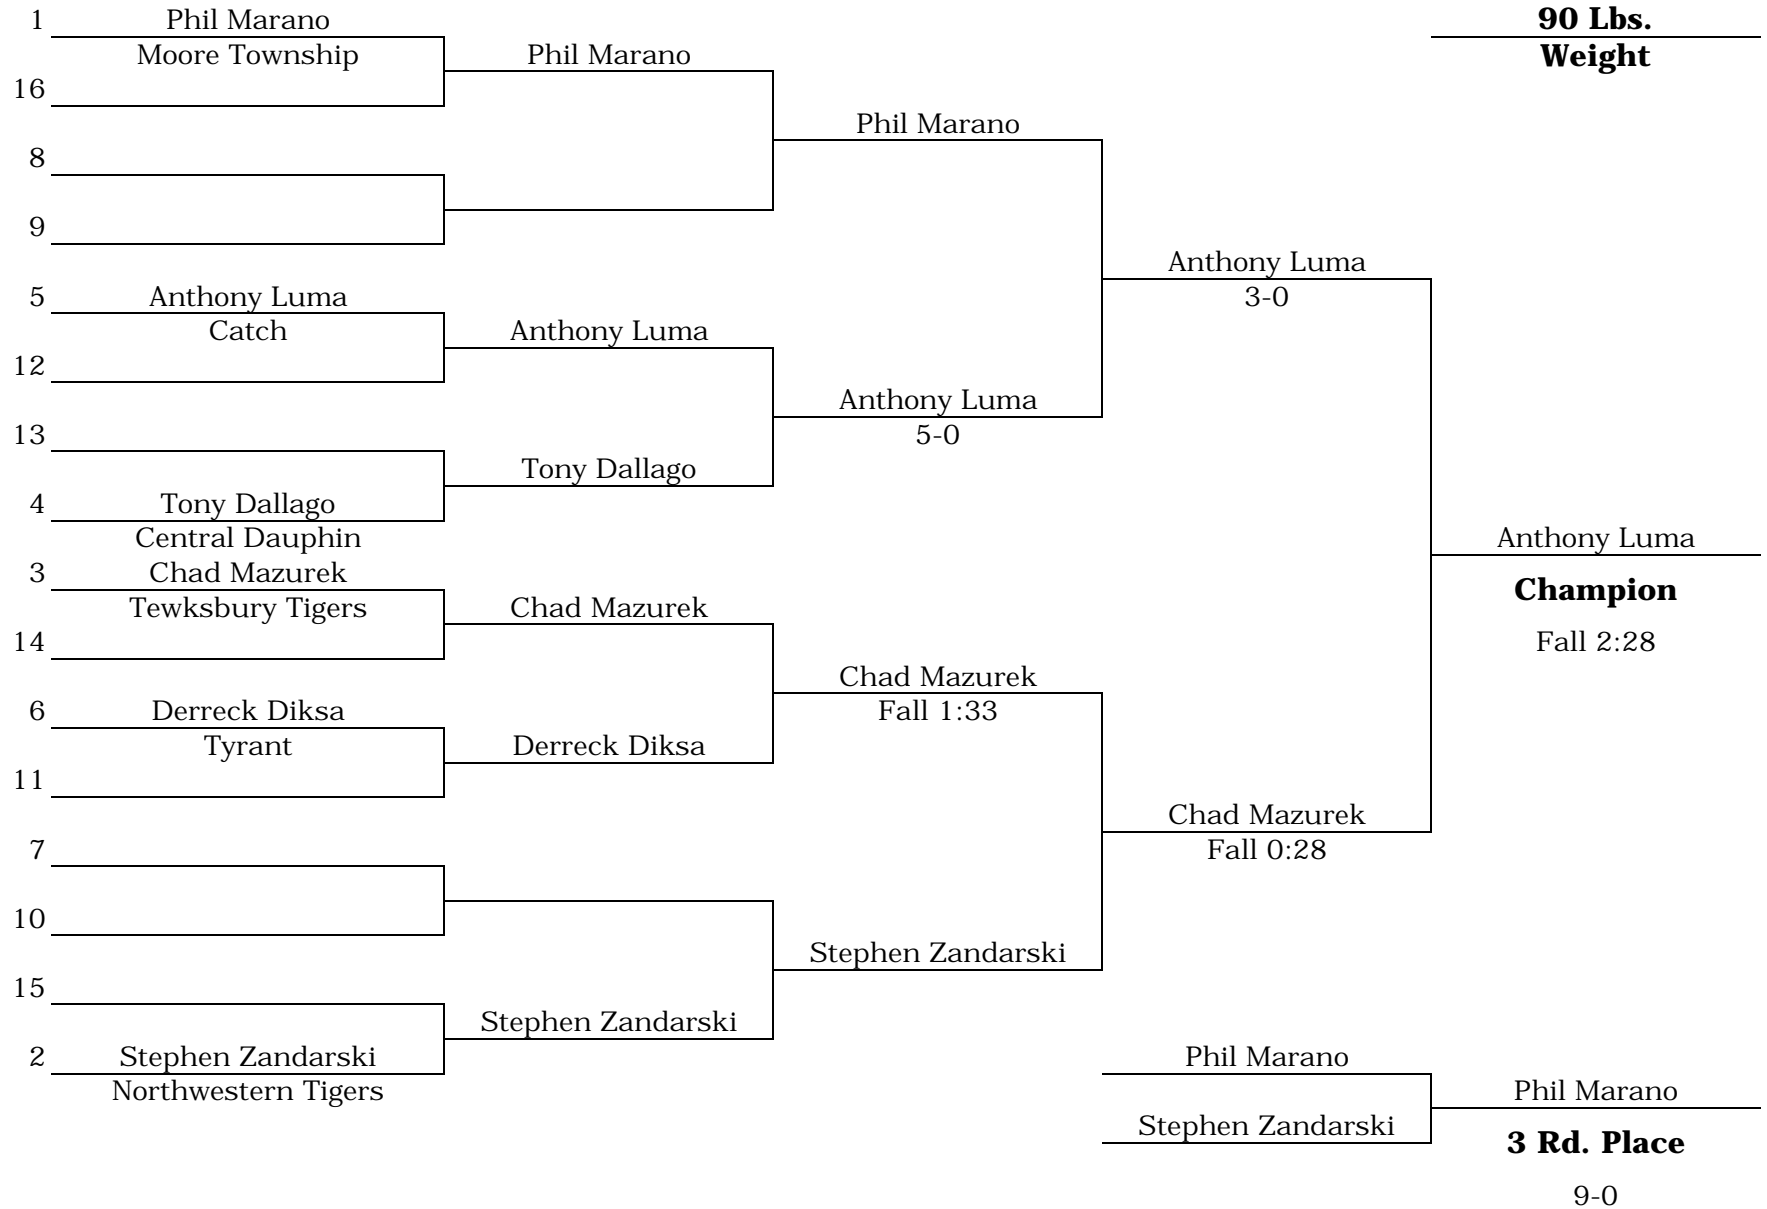 90 Lbs.
Weight
1 Phil Marano
Moore Township
16
8
9
5 Anthony Luma
Catch
12
13
4 Tony Dallago
Central Dauphin
3 Chad Mazurek
Tewksbury Tigers
14
6 Derreck Diksa
Tyrant
11
7
10
15
2 Stephen Zandarski
Northwestern Tigers
Phil Marano
Anthony Luma
Tony Dallago
Chad Mazurek
Derreck Diksa
Stephen Zandarski
Phil Marano
Anthony Luma
5-0
Chad Mazurek
Fall 1:33
Stephen Zandarski
Anthony Luma
3-0
Chad Mazurek
Fall 0:28
Anthony Luma
Champion
Fall 2:28
Phil Marano
Stephen Zandarski
Phil Marano
3 Rd. Place
9-0